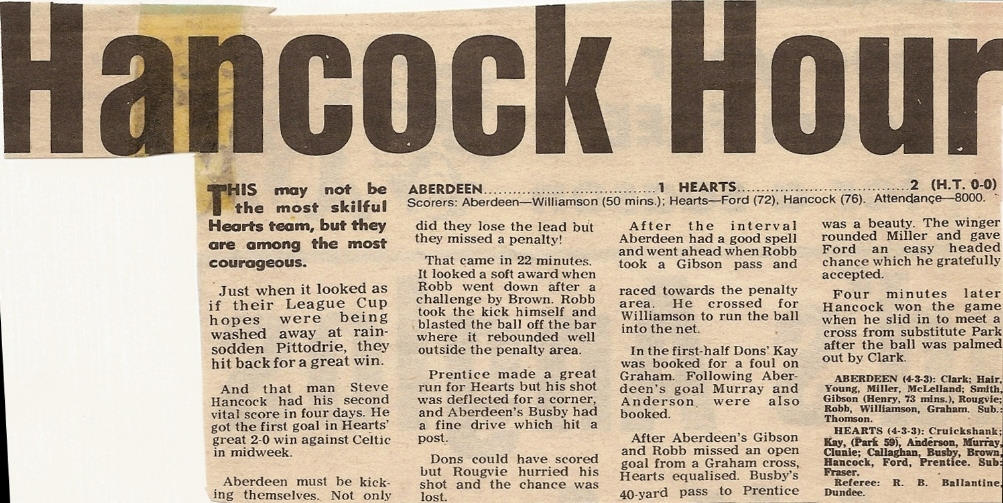 Hancock Hour
THIS may not be
the most skilful
Hearts team, but they
are among the most
courageous.
Just when it looked as
if their League Cup
hopes were being
washed away at rain-
sodden Pittodrie, they
hit back for a great win.
And that man Steve
Hancock had his second
vital score in four days. He
got the first goal in Hearts'
great 2-0 win against Celtic
in midweek.
Aberdeen must be kick-
ing themselves. Not only
ABERDEEN..............................1 HEARTS..............................2 (H.T. 0-0)
Scorers: Aberdeen—Williamson (50 mins.); Hearts—Ford (72), Hancock (76). Attendance—8000.
did they lose the lead but
they missed a penalty!
That came in 22 minutes.
It looked a soft award when
Robb went down after a
challenge by Brown. Robb
took the kick himself and
blasted the ball off the bar
where it rebounded well
outside the penalty area.
Prentice made a great
run for Hearts but his shot
was deflected for a corner,
and Aberdeen's Busby had
a fine drive which hit a
post.
Dons could have scored
but Rougvie hurried his
shot and the chance was
lost.
After the interval
Aberdeen had a good spell
and went ahead when Robb
took a Gibson pass and
raced towards the penalty
area. He crossed for
Williamson to run the ball
into the net.
In the first-half Dons' Kay
was booked for a foul on
Graham. Following Aber-
deen's goal Murray and
Anderson were also
booked.
After Aberdeen's Gibson
and Robb missed an open
goal from a Graham cross,
Hearts equalised. Busby's
40-yard pass to Prentice
was a beauty. The winger
rounded Miller and gave
Ford an easy headed
chance which he gratefully
accepted.
Four minutes later
Hancock won the game
when he slid in to meet a
cross from substitute Park
after the ball was palmed
out by Clark.
ABERDEEN (4-3-3): Clark; Hair,
Young, Miller, McLelland; Smith,
Gibson (Henry, 73 mins.), Rougvie;
Robb, Williamson, Graham. Sub.:
Thomson.
HEARTS (4-3-3): Cruickshank;
Kay, (Park 59), Anderson, Murray,
Clunie; Callaghan, Busby, Brown,
Hancock, Ford, Prentice. Sub:
Fraser.
Referee: R. B. Ballantine,
Dundee.